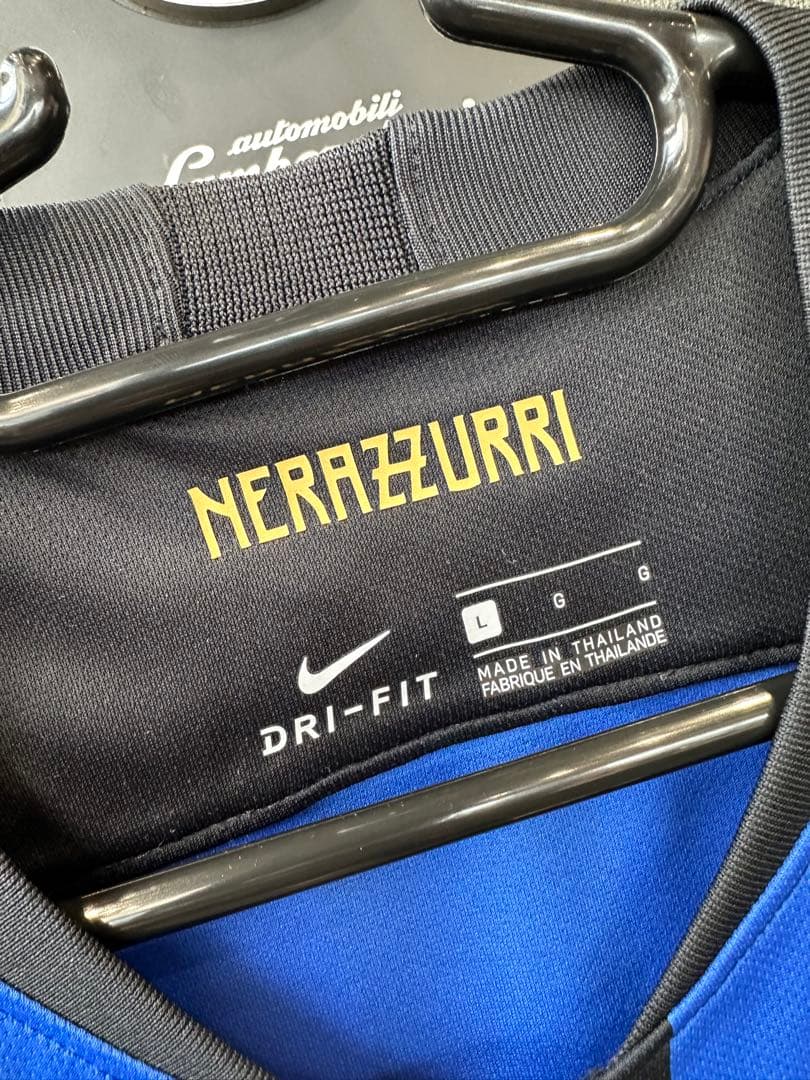 automobili
NERAZZURRI
L G G
DRI-FIT
MADE IN THAILAND
FABRIQUE EN THAILANDE